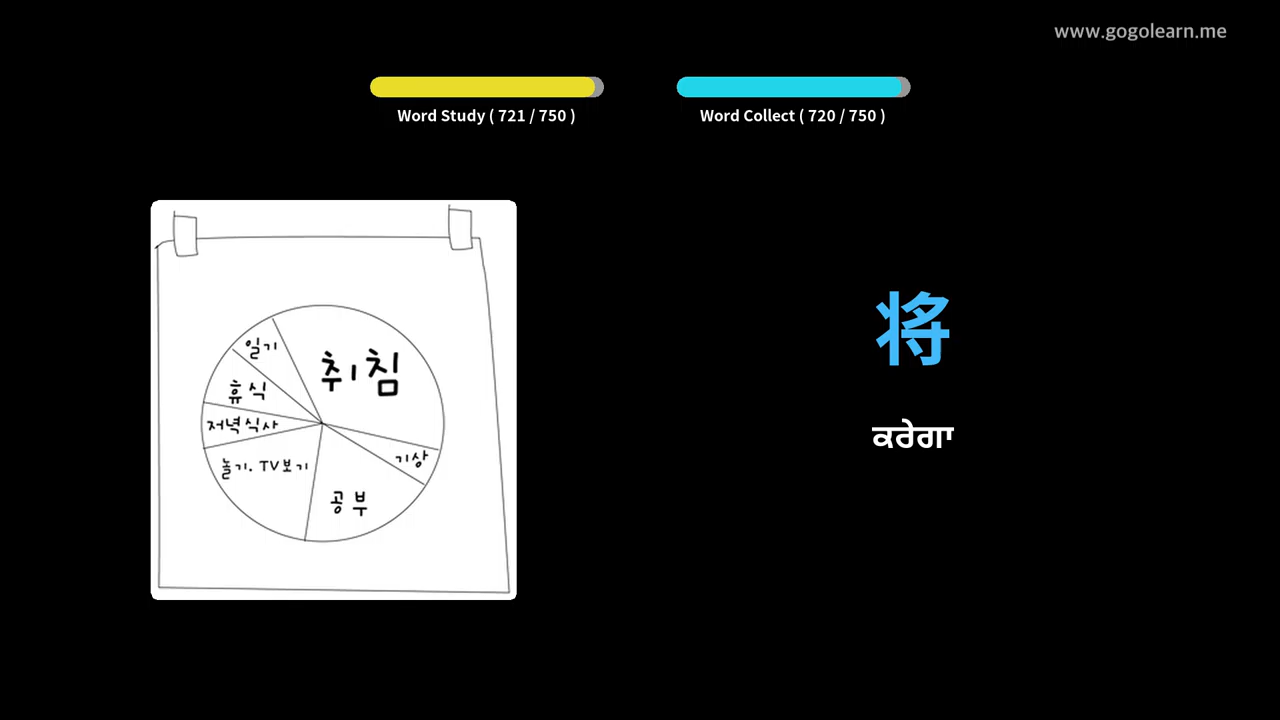 www.gogolearn.me
Word Study ( 721 / 750 )
Word Collect ( 720 / 750 )
일기
취침
휴식
저녁식사
놀기. TV보기
기상
공부
将
ਕਰੇਗਾ